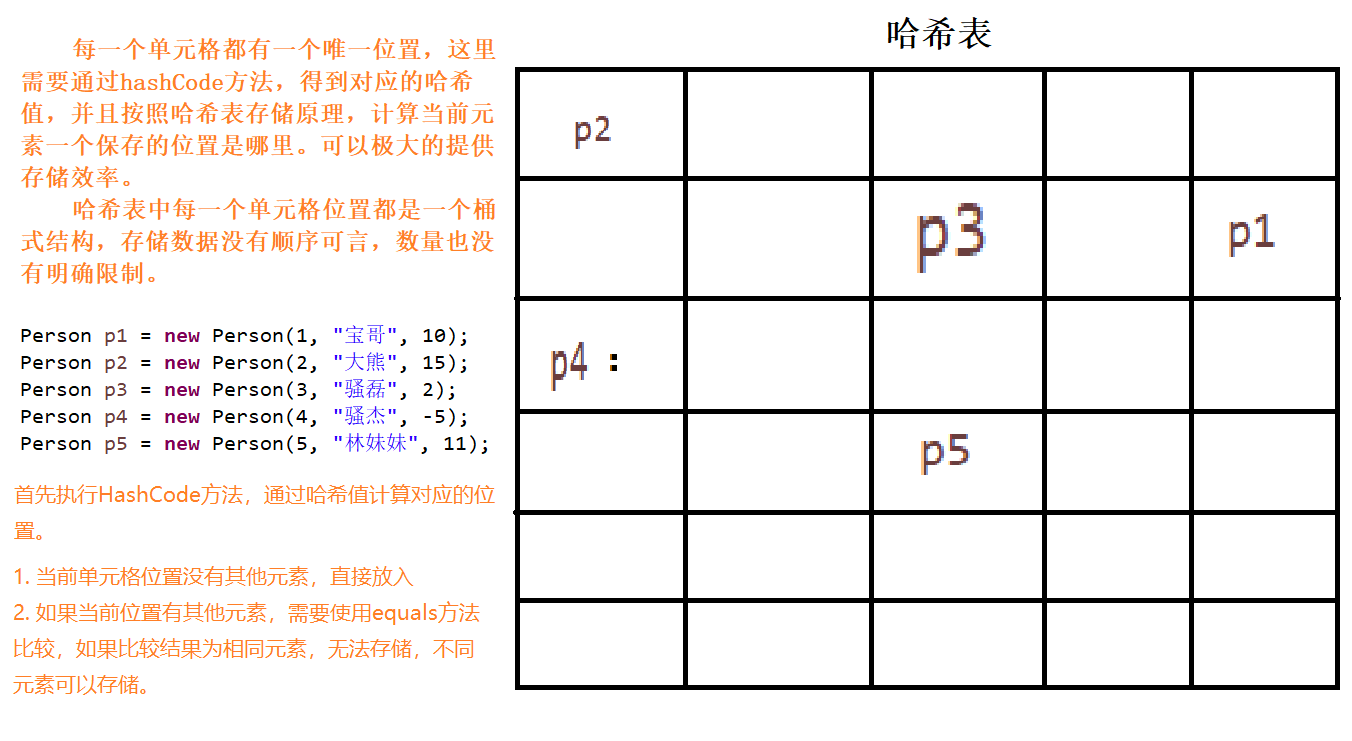 每一个单元格都有一个唯一位置，这里
需要通过hashCode方法，得到对应的哈希
值，并且按照哈希表存储原理，计算当前元
素一个保存的位置是哪里。可以极大的提供
存储效率。
哈希表中每一个单元格位置都是一个桶
式结构，存储数据没有顺序可言，数量也没
有明确限制。
Person p1 = new Person(1, "宝哥", 10);
Person p2 = new Person(2, "大熊", 15);
Person p3 = new Person(3, "骚磊", 2);
Person p4 = new Person(4, "骚杰", -5);
Person p5 = new Person(5, "林妹妹", 11);
首先执行HashCode方法，通过哈希值计算对应的位
置。
1. 当前单元格位置没有其他元素，直接放入
2. 如果当前位置有其他元素，需要使用equals方法
比较，如果比较结果为相同元素，无法存储，不同
元素可以存储。
哈希表
p2
p3
p1
p4 :
p5